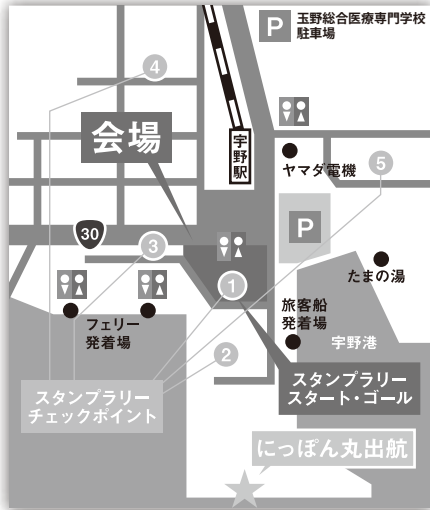 P
玉野総合医療専門学校
駐車場
4
会場
宇野駅
ヤマダ電機
5
30
3
P
たまの湯
1
フェリー
発着場
旅客船
発着場
宇野港
2
スタンプラリー
チェックポイント
スタンプラリー
スタート・ゴール
にっぽん丸出航